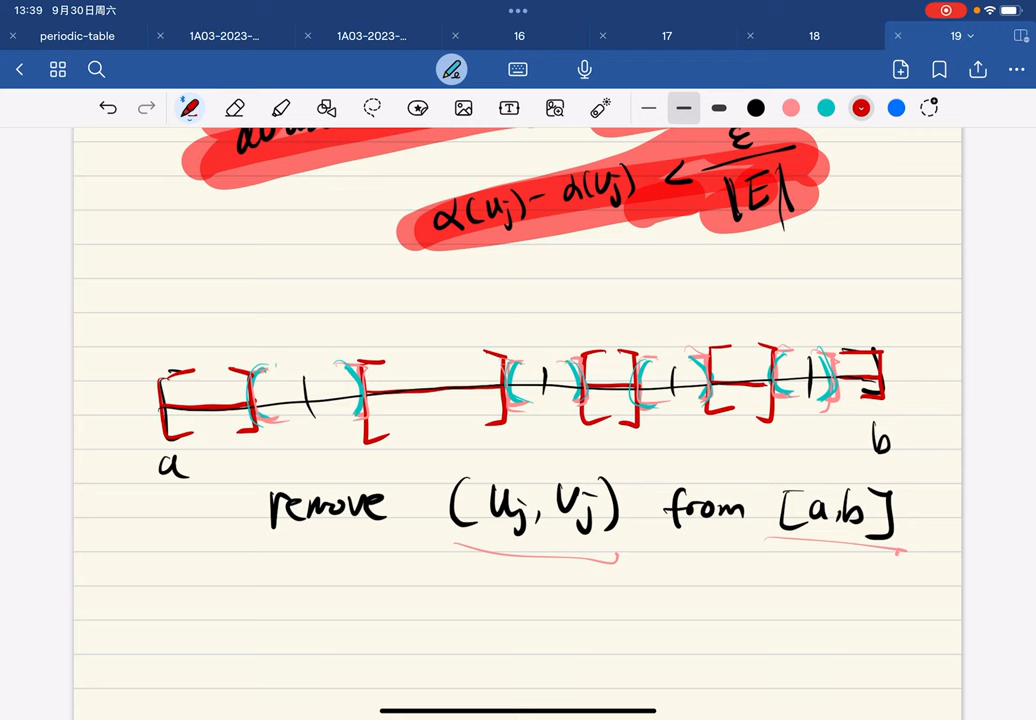 13:39 9月30日周六
periodic-table 1A03-2023-... 1A03-2023-... 16 17 18 19
ε
α(Uj) - α(Vj) < |E|
a
b
remove (Uj, Vj) from [a,b]